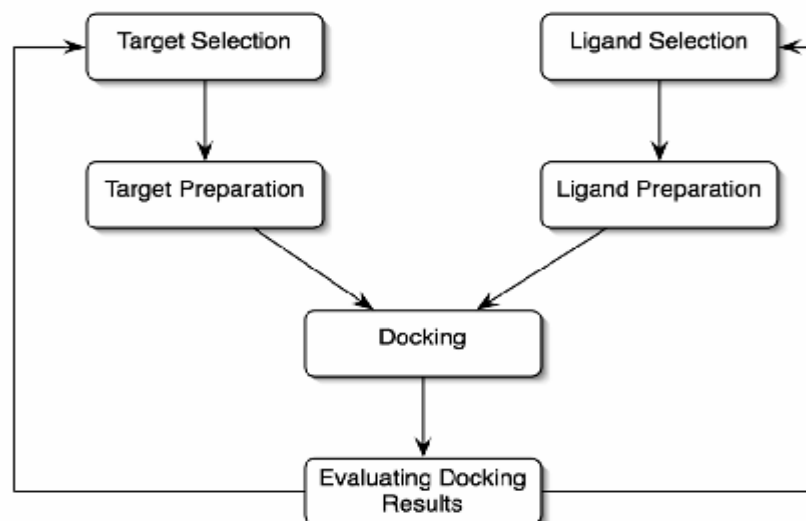 Target Selection
Ligand Selection
Target Preparation
Ligand Preparation
Docking
Evaluating Docking
Results